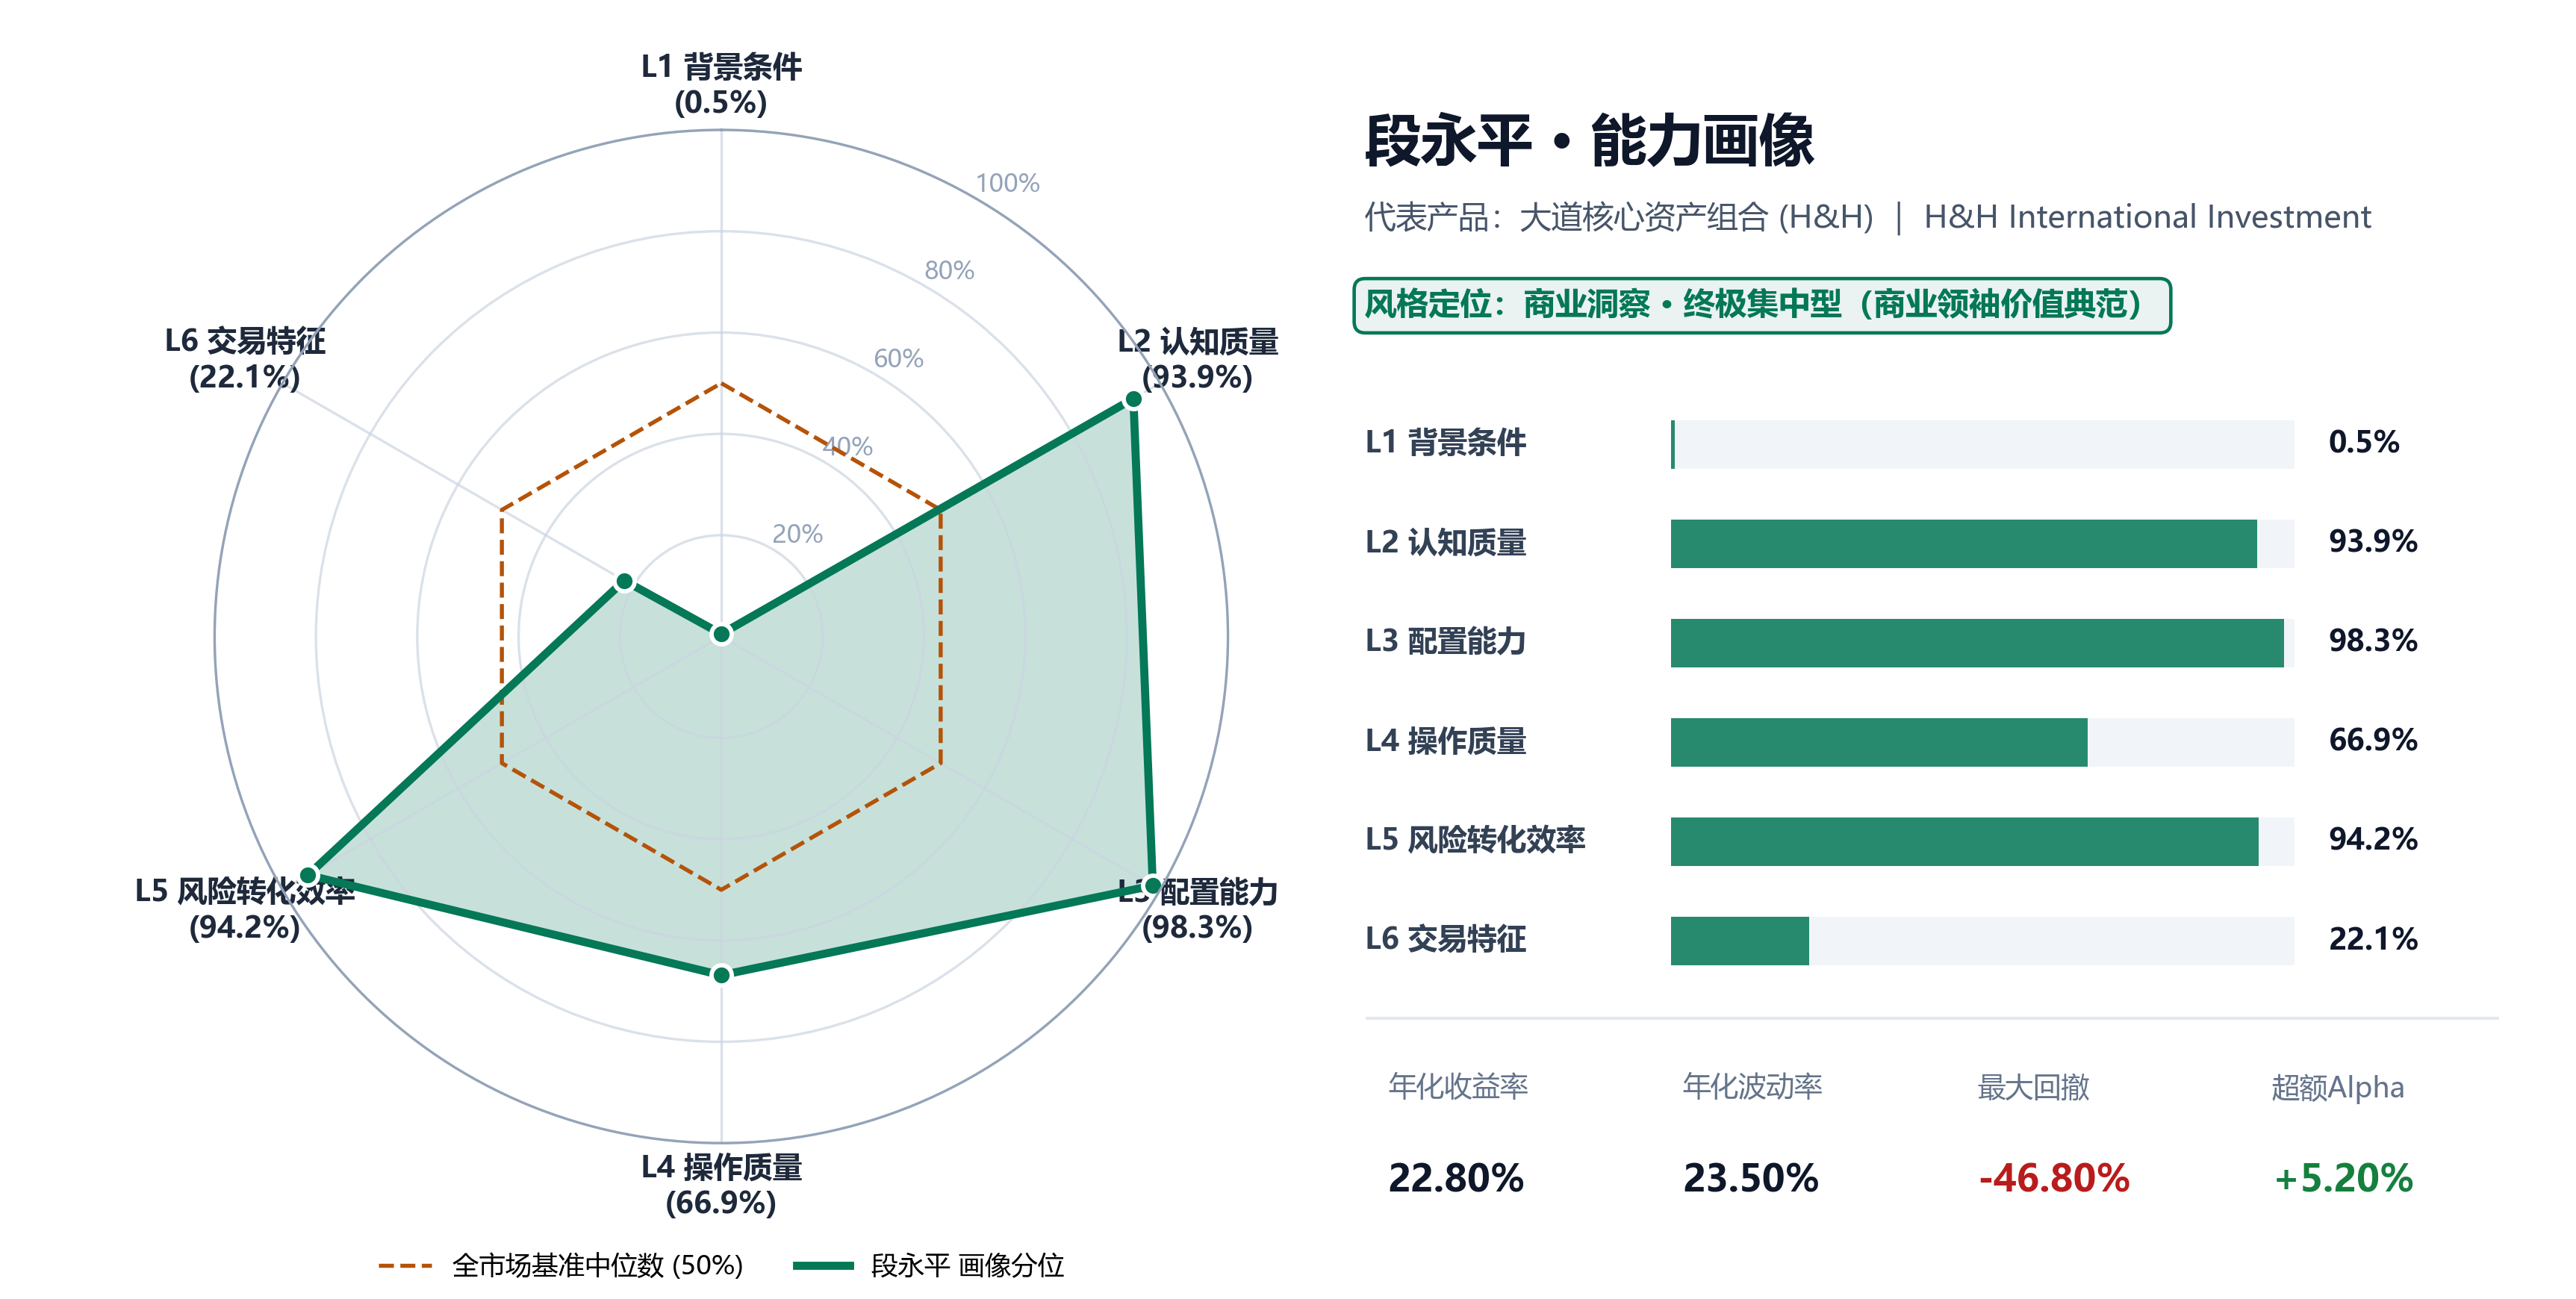 L1 背景条件
(0.5%)
100%
80%
60%
40%
20%
L6 交易特征
(22.1%)
L2 认知质量
(93.9%)
L5 风险转化效率
(94.2%)
L3 配置能力
(98.3%)
L4 操作质量
(66.9%)
全市场基准中位数 (50%)
段永平 画像分位
段永平・能力画像
代表产品：大道核心资产组合 (H&H) | H&H International Investment
风格定位：商业洞察・终极集中型（商业领袖价值典范）
L1 背景条件 0.5%
L2 认知质量 93.9%
L3 配置能力 98.3%
L4 操作质量 66.9%
L5 风险转化效率 94.2%
L6 交易特征 22.1%
年化收益率 年化波动率 最大回撤 超额Alpha
22.80% 23.50% -46.80% +5.20%